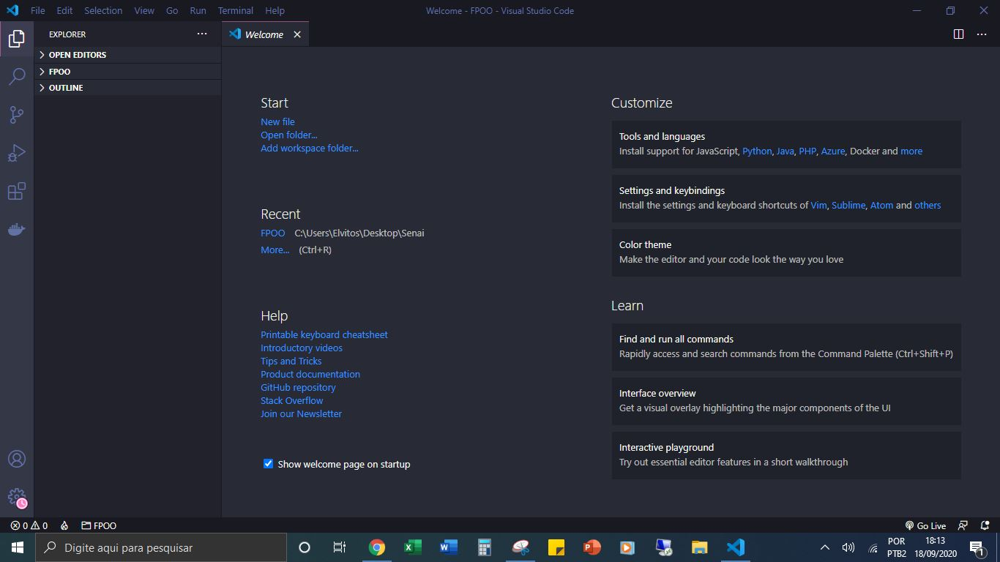 File Edit Selection View Go Run Terminal Help
Welcome - FPOO - Visual Studio Code
EXPLORER
OPEN EDITORS
FPOO
OUTLINE
Welcome
Start
New file
Open folder...
Add workspace folder...
Recent
FPOO C:\Users\Elvitos\Desktop\Senai
More... (Ctrl+R)
Help
Printable keyboard cheatsheet
Introductory videos
Tips and Tricks
Product documentation
GitHub repository
Stack Overflow
Join our Newsletter
Show welcome page on startup
Customize
Tools and languages
Install support for JavaScript, Python, Java, PHP, Azure, Docker and more
Settings and keybindings
Install the settings and keyboard shortcuts of Vim, Sublime, Atom and others
Color theme
Make the editor and your code look the way you love
Learn
Find and run all commands
Rapidly access and search commands from the Command Palette (Ctrl+Shift+P)
Interface overview
Get a visual overlay highlighting the major components of the UI
Interactive playground
Try out essential editor features in a short walkthrough
0 0 FPOO
Go Live
Digite aqui para pesquisar
POR
PTB2
18:13
18/09/2020
1